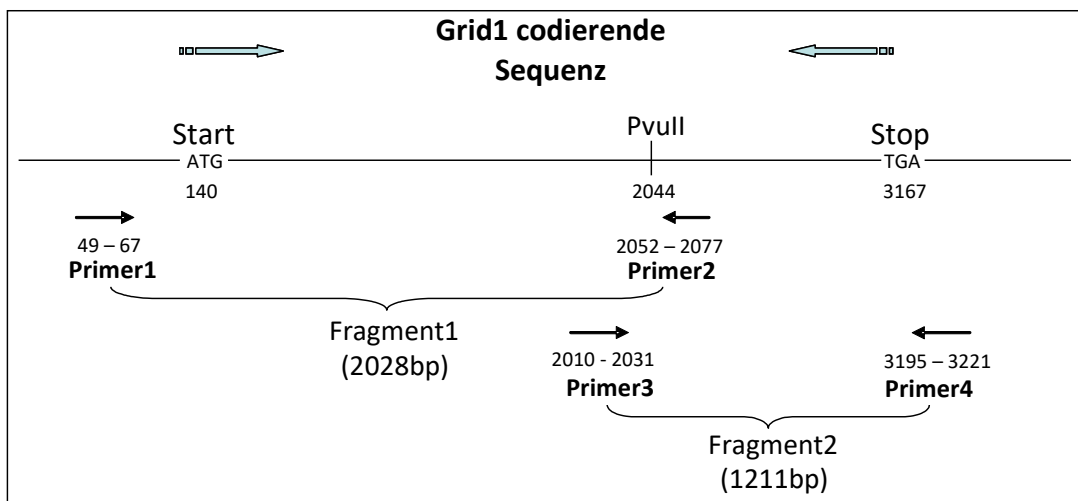 Grid1 codierende
Sequenz
Start
PvuII
Stop
ATG
TGA
140
2044
3167
49 – 67
2052 – 2077
Primer1
Primer2
Fragment1
(2028bp)
2010 - 2031
3195 – 3221
Primer3
Primer4
Fragment2
(1211bp)